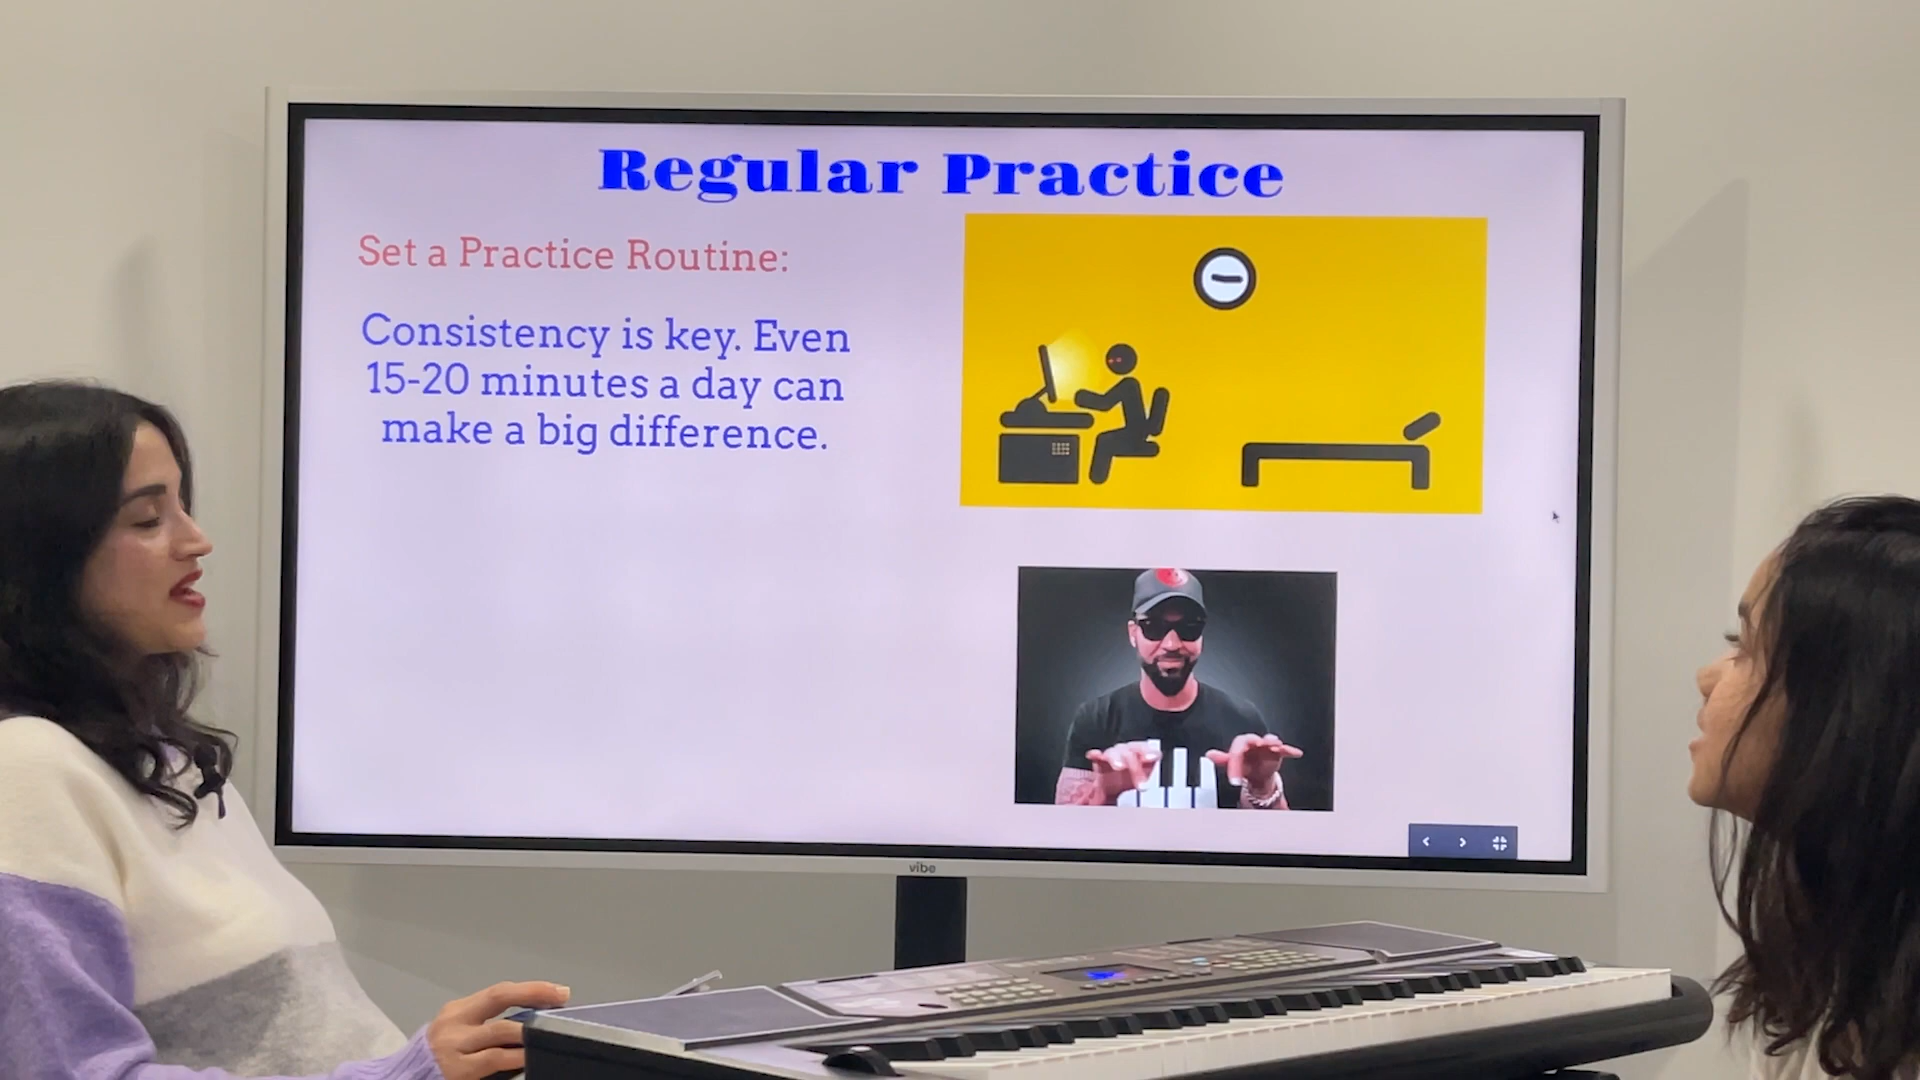 Regular Practice
Set a Practice Routine:
Consistency is key. Even
15-20 minutes a day can
make a big difference.
vibe